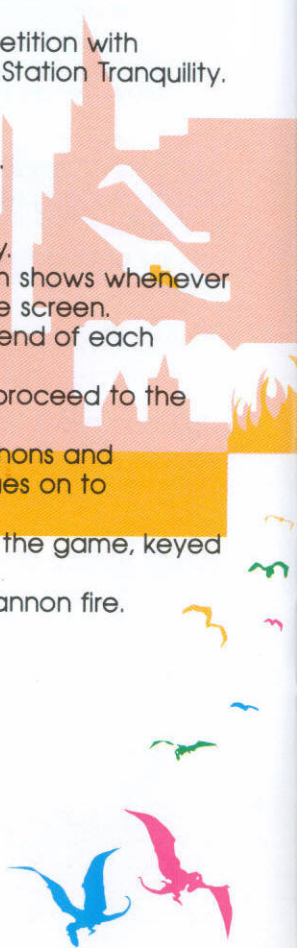 etition with
Station Tranquility.
.
y.
n shows whenever
e screen.
end of each
proceed to the
nons and
es on to
the game, keyed
annon fire.